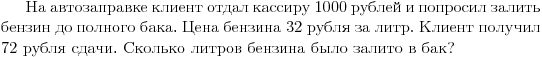 На автозаправке клиент отдал кассиру 1000 рублей и попросил залить
бензин до полного бака. Цена бензина 32 рубля за литр. Клиент получил
72 рубля сдачи. Сколько литров бензина было залито в бак?